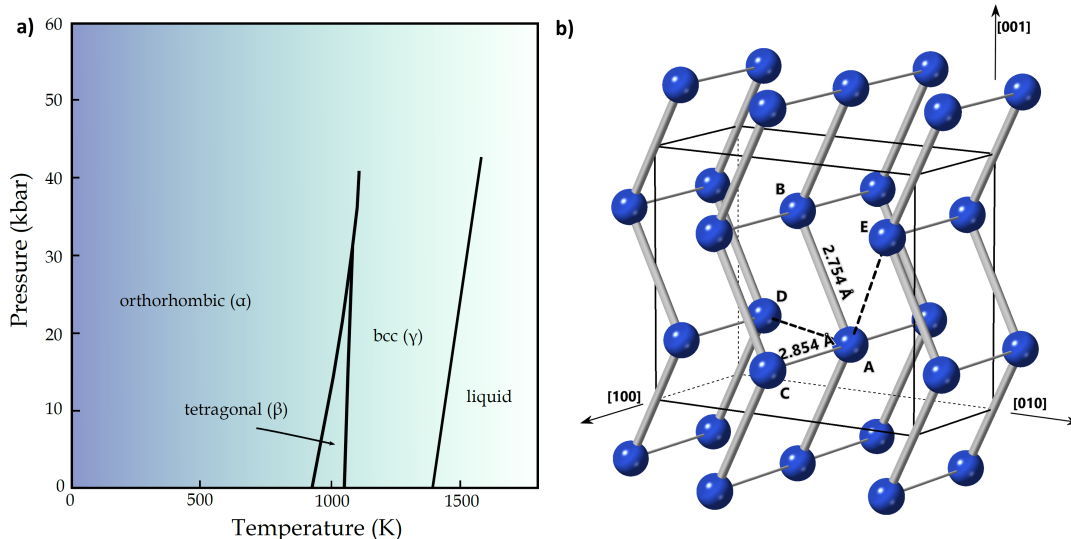 a)
Pressure (kbar)
60
50
40
30
20
10
0
orthorhombic (α)
bcc (γ)
tetragonal (β)
liquid
0
500
1000
1500
Temperature (K)
b)
[001]
B
E
2.754 Å
D
2.854 Å
A
C
[100]
[010]